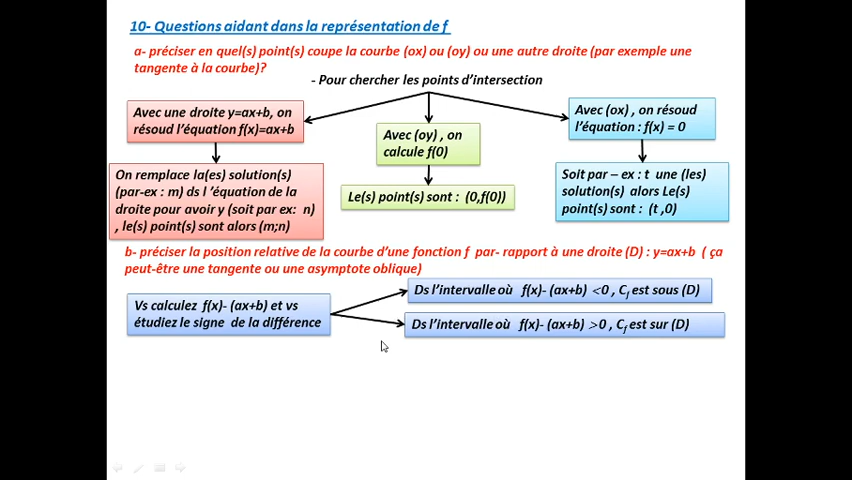 10- Questions aidant dans la représentation de f
a- préciser en quel(s) point(s) coupe la courbe (ox) ou (oy) ou une autre droite (par exemple une
tangente à la courbe)?
- Pour chercher les points d'intersection
Avec une droite y=ax+b, on
résoud l'équation f(x)=ax+b
Avec (oy) , on
calcule f(0)
Avec (ox) , on résoud
l'équation : f(x) = 0
On remplace la(es) solution(s)
(par-ex : m) ds l 'équation de la
droite pour avoir y (soit par ex: n)
, le(s) point(s) sont alors (m;n)
Le(s) point(s) sont : (0,f(0))
Soit par – ex : t une (les)
solution(s) alors Le(s)
point(s) sont : (t ,0)
b- préciser la position relative de la courbe d'une fonction f par- rapport à une droite (D) : y=ax+b ( ça
peut-être une tangente ou une asymptote oblique)
Vs calculez f(x)- (ax+b) et vs
étudiez le signe de la différence
Ds l'intervalle où f(x)- (ax+b) <0 , Cf est sous (D)
Ds l'intervalle où f(x)- (ax+b) >0 , Cf est sur (D)